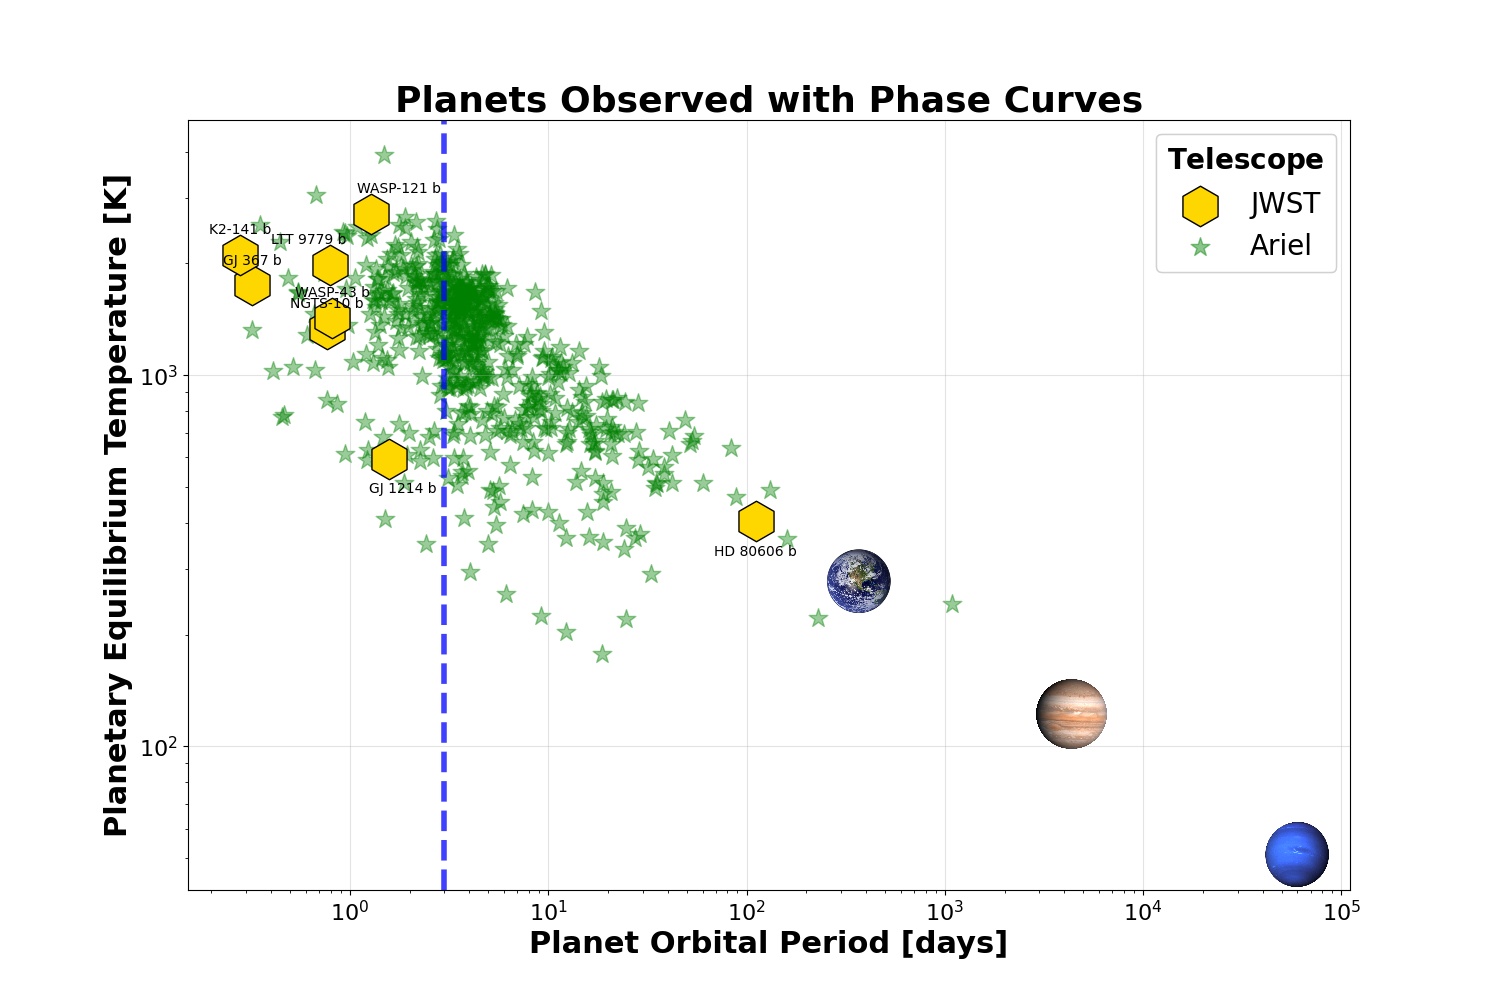 Planets Observed with Phase Curves
Planetary Equilibrium Temperature [K]
10³
10²
Telescope
JWST
Ariel
WASP-121 b
K2-141 b
LTT 9779 b
GJ 367 b
WASP-43 b
NGTS-10 b
GJ 1214 b
HD 80606 b
10⁰ 10¹ 10² 10³ 10⁴ 10⁵
Planet Orbital Period [days]